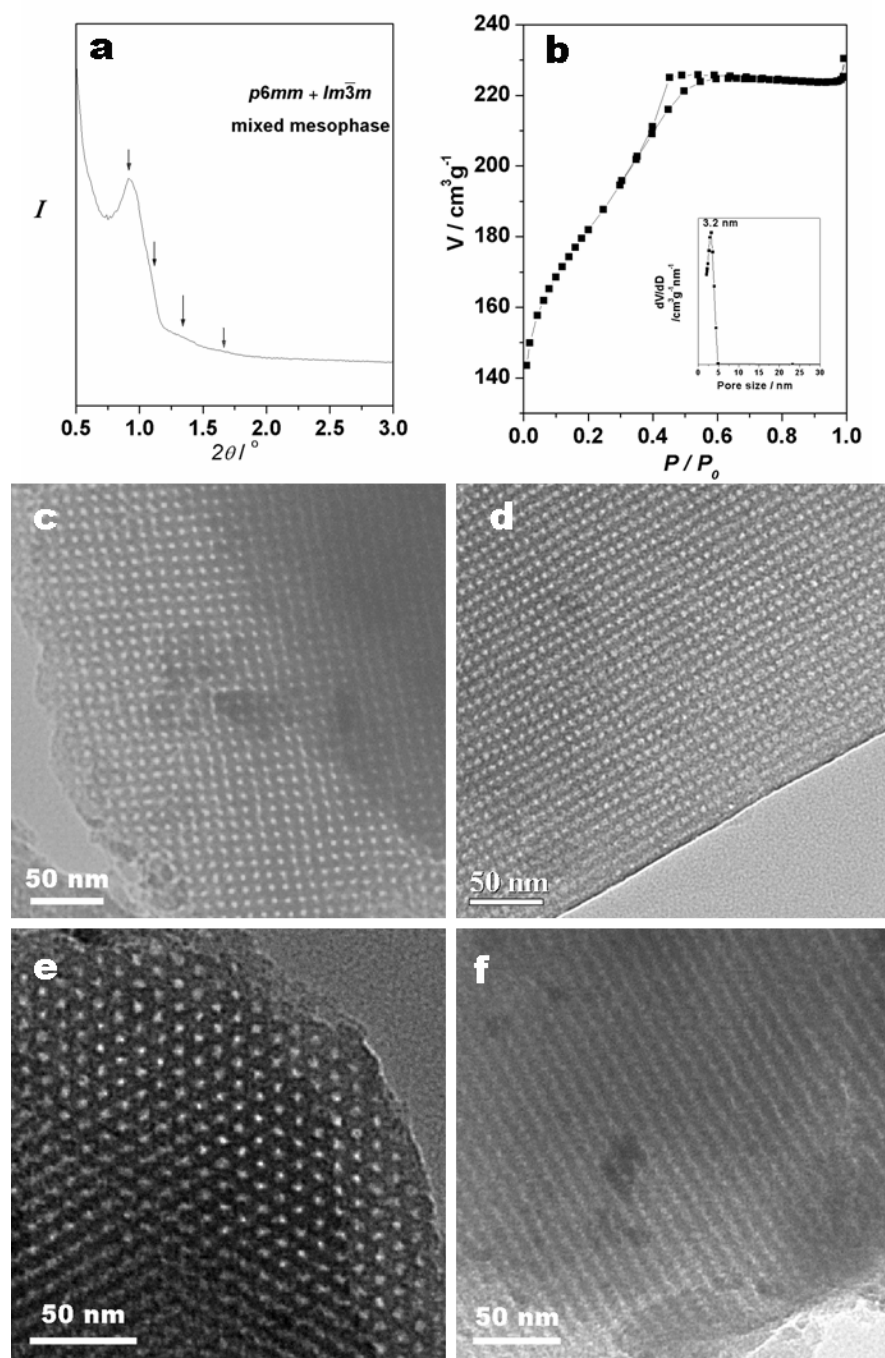 a
p6mm + Im3̅m
mixed mesophase
I
0.5 1.0 1.5 2.0 2.5 3.0
2θ / °
b
240
220
200
180
160
140
V / cm³g⁻¹
0.0 0.2 0.4 0.6 0.8 1.0
P / P₀
3.2 nm
dV/dD
/cm³g⁻¹nm⁻¹
0 5 10 15 20 25 30
Pore size / nm
c
50 nm
d
50 nm
e
50 nm
f
50 nm